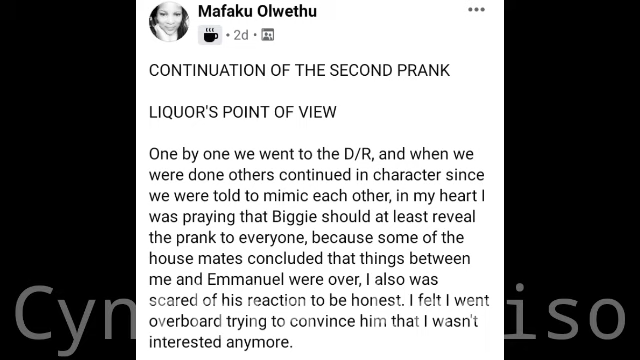 Mafaku Olwethu
2d
CONTINUATION OF THE SECOND PRANK
LIQUOR'S POINT OF VIEW
One by one we went to the D/R, and when we
were done others continued in character since
we were told to mimic each other, in my heart I
was praying that Biggie should at least reveal
the prank to everyone, because some of the
house mates concluded that things between
me and Emmanuel were over, I also was
scared of his reaction to be honest. I felt I went
overboard trying to convince him that I wasn't
interested anymore.